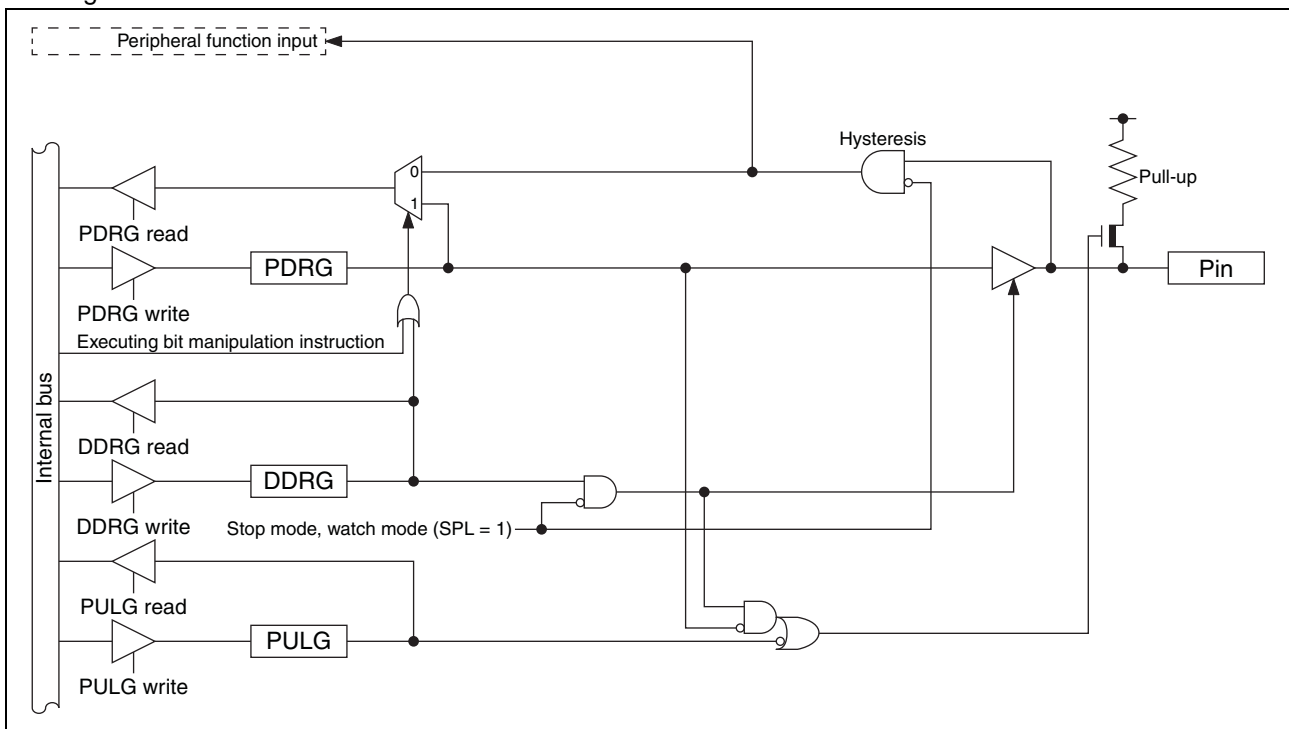 Peripheral function input
Hysteresis
0
Pull-up
1
PDRG read
PDRG
Pin
PDRG write
Executing bit manipulation instruction
Internal bus
DDRG read
DDRG
DDRG write
Stop mode, watch mode (SPL = 1)
PULG read
PULG
PULG write